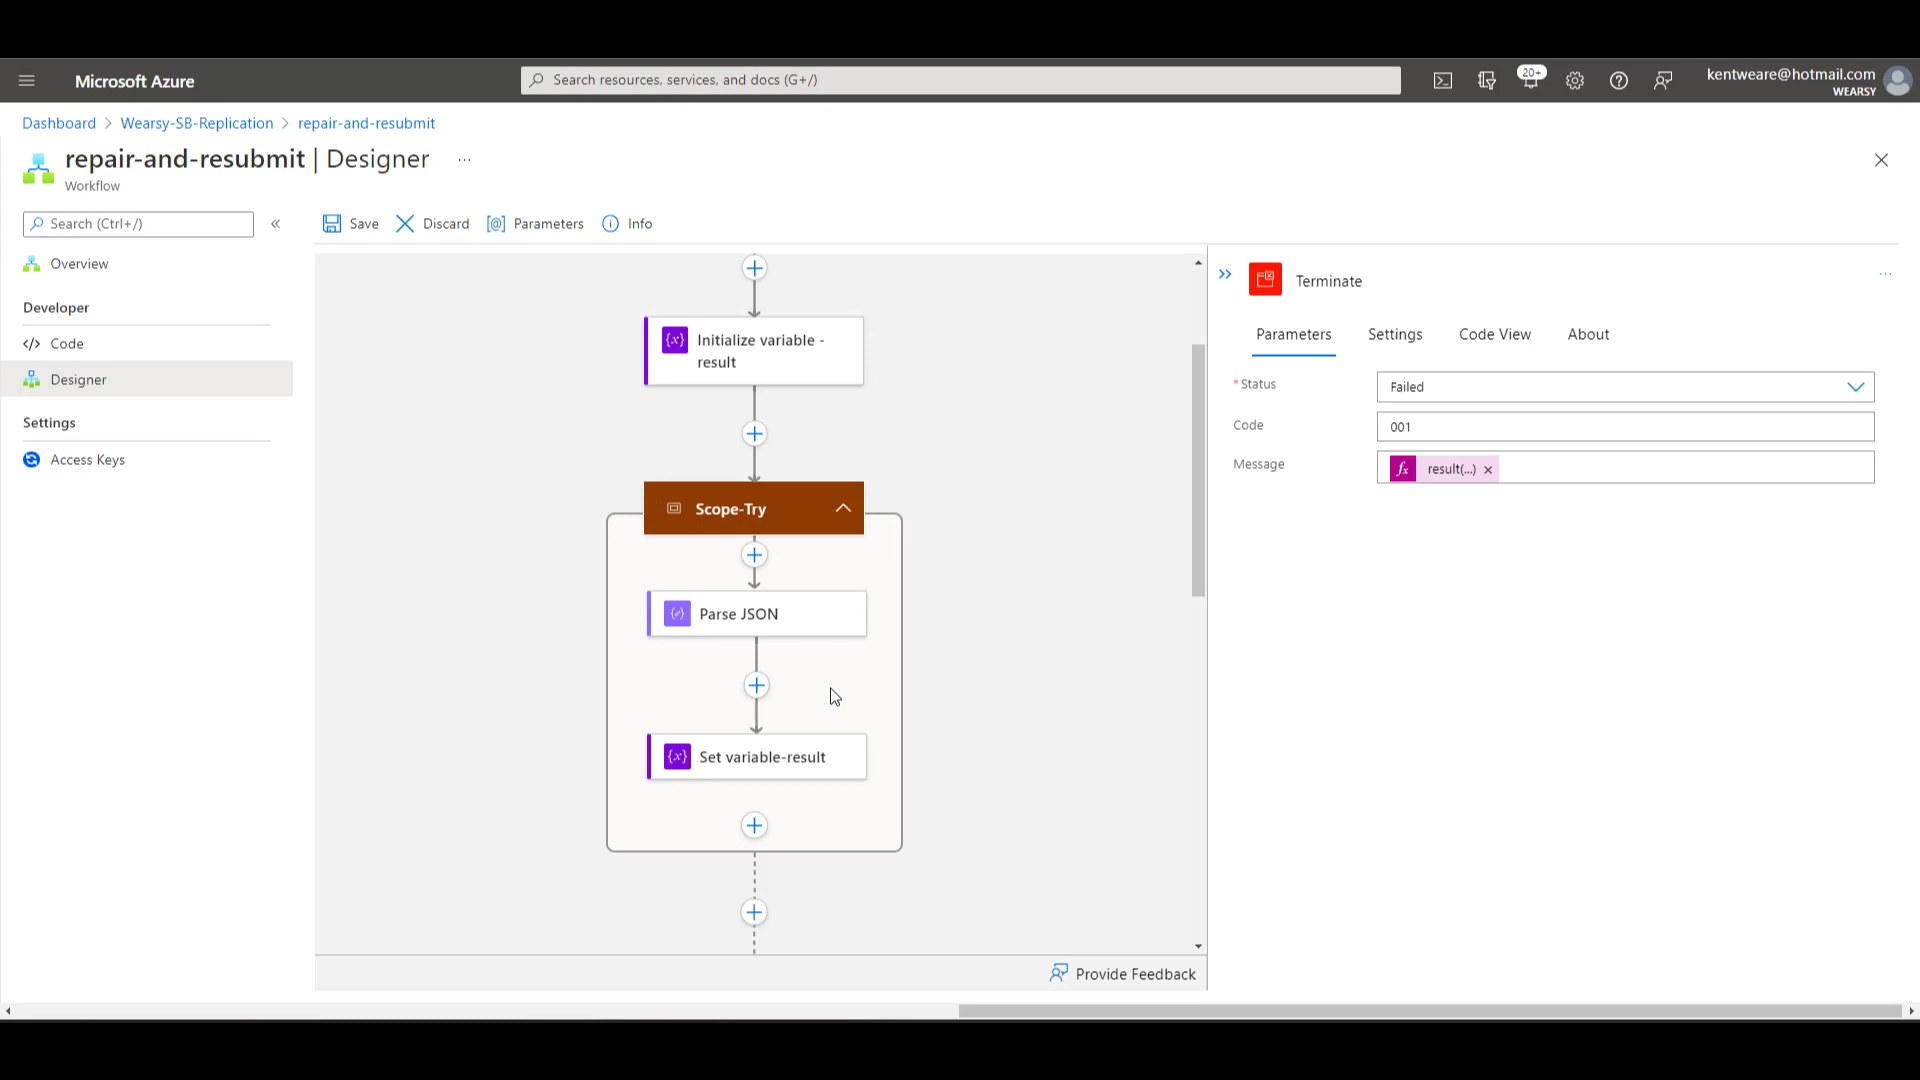 Microsoft Azure
Search resources, services, and docs (G+/)
20+
kentweare@hotmail.com
WEARSY
Dashboard > Wearsy-SB-Replication > repair-and-resubmit
repair-and-resubmit | Designer ...
Workflow
Search (Ctrl+/)
«
Overview
Developer
</> Code
Designer
Settings
Access Keys
Save
Discard
[@] Parameters
Info
Initialize variable -
result
Scope-Try
Parse JSON
{x} Set variable-result
Provide Feedback
Terminate
...
Parameters
Settings
Code View
About
* Status
Failed
Code
001
Message
fx result(...) ×